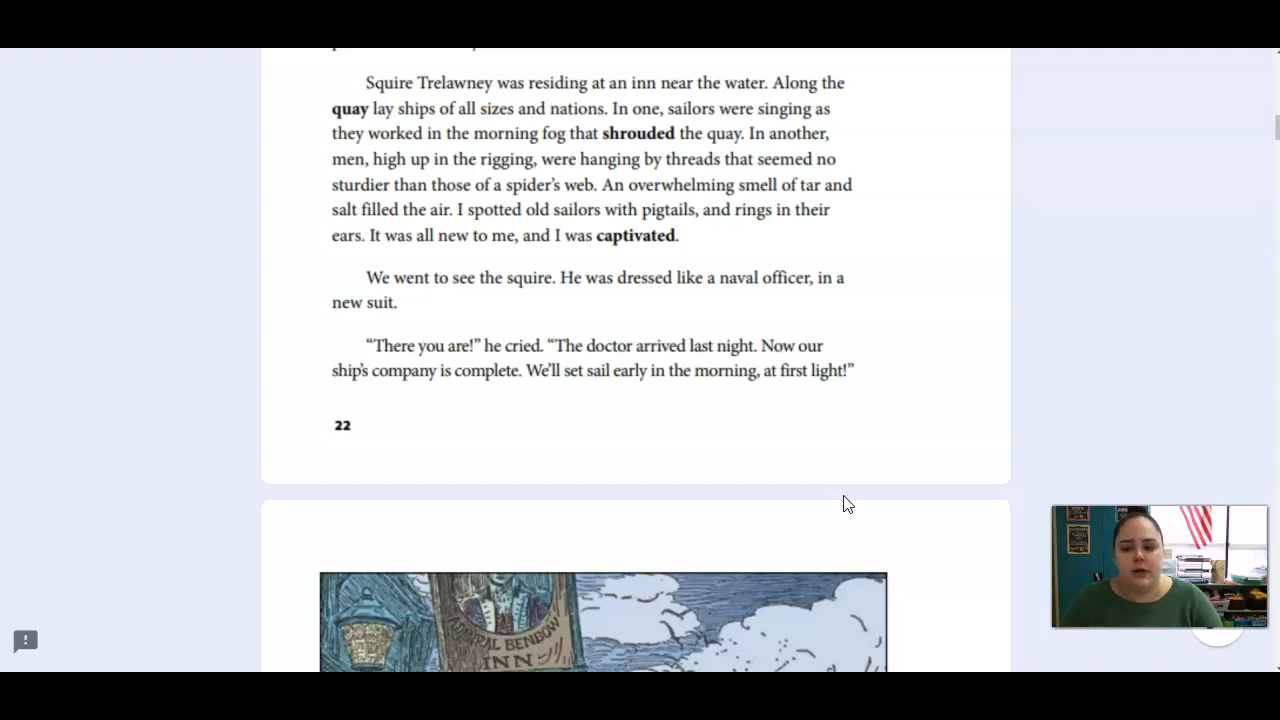 Squire Trelawney was residing at an inn near the water. Along the
quay lay ships of all sizes and nations. In one, sailors were singing as
they worked in the morning fog that shrouded the quay. In another,
men, high up in the rigging, were hanging by threads that seemed no
sturdier than those of a spider’s web. An overwhelming smell of tar and
salt filled the air. I spotted old sailors with pigtails, and rings in their
ears. It was all new to me, and I was captivated.
We went to see the squire. He was dressed like a naval officer, in a
new suit.
“There you are!” he cried. “The doctor arrived last night. Now our
ship’s company is complete. We’ll set sail early in the morning, at first light!”
22
BENBOW
INN